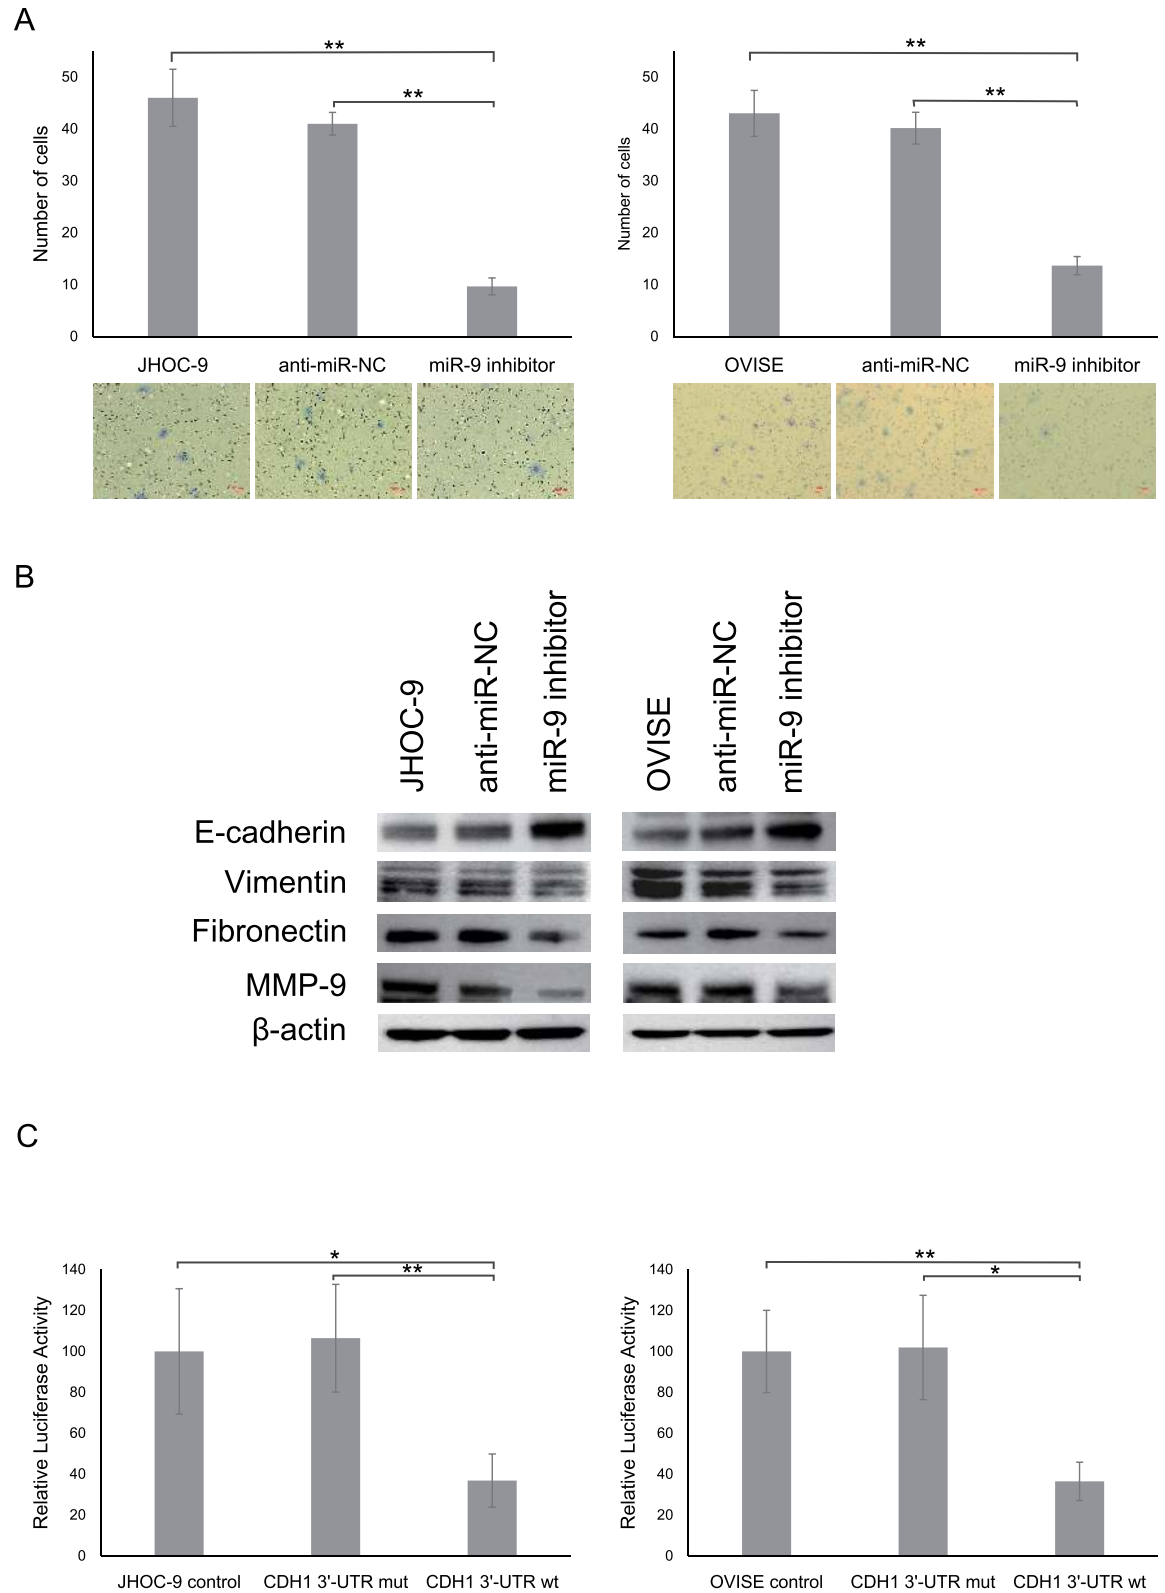 A
** **
** **
50 50
40 40
30 30
20 20
10 10
0 0
Number of cells Number of cells
JHOC-9 anti-miR-NC miR-9 inhibitor OVISE anti-miR-NC miR-9 inhibitor
B
JHOC-9 anti-miR-NC miR-9 inhibitor OVISE anti-miR-NC miR-9 inhibitor
E-cadherin
Vimentin
Fibronectin
MMP-9
β-actin
C
* **
** *
140 140
120 120
100 100
80 80
60 60
40 40
20 20
0 0
Relative Luciferase Activity Relative Luciferase Activity
JHOC-9 control CDH1 3'-UTR mut CDH1 3'-UTR wt OVISE control CDH1 3'-UTR mut CDH1 3'-UTR wt